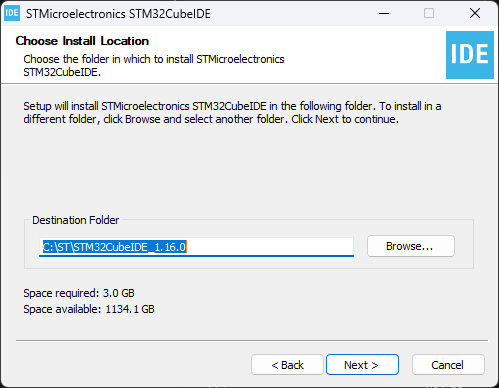 IDE STMicroelectronics STM32CubeIDE
Choose Install Location
Choose the folder in which to install STMicroelectronics
STM32CubeIDE.
IDE
Setup will install STMicroelectronics STM32CubeIDE in the following folder. To install in a
different folder, click Browse and select another folder. Click Next to continue.
Destination Folder
C:\ST\STM32CubeIDE_1.16.0
Browse...
Space required: 3.0 GB
Space available: 1134.1 GB
< Back
Next >
Cancel